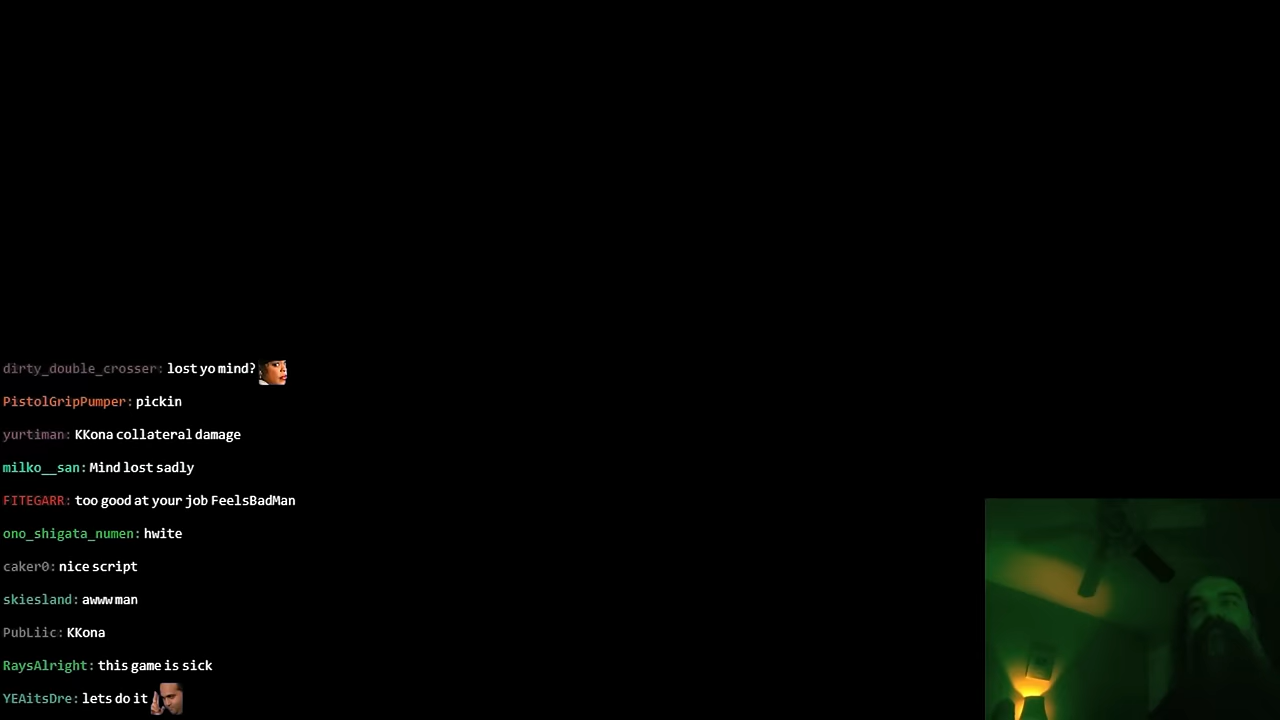 dirty_double_crosser: lost yo mind?
PistolGripPumper: pickin
yurtiman: KKona collateral damage
milko__san: Mind lost sadly
FITEGARR: too good at your job FeelsBadMan
ono_shigata_numen: hwite
caker0: nice script
skiesland: awww man
PubLiic: KKona
RaysAlright: this game is sick
YEAitsDre: lets do it